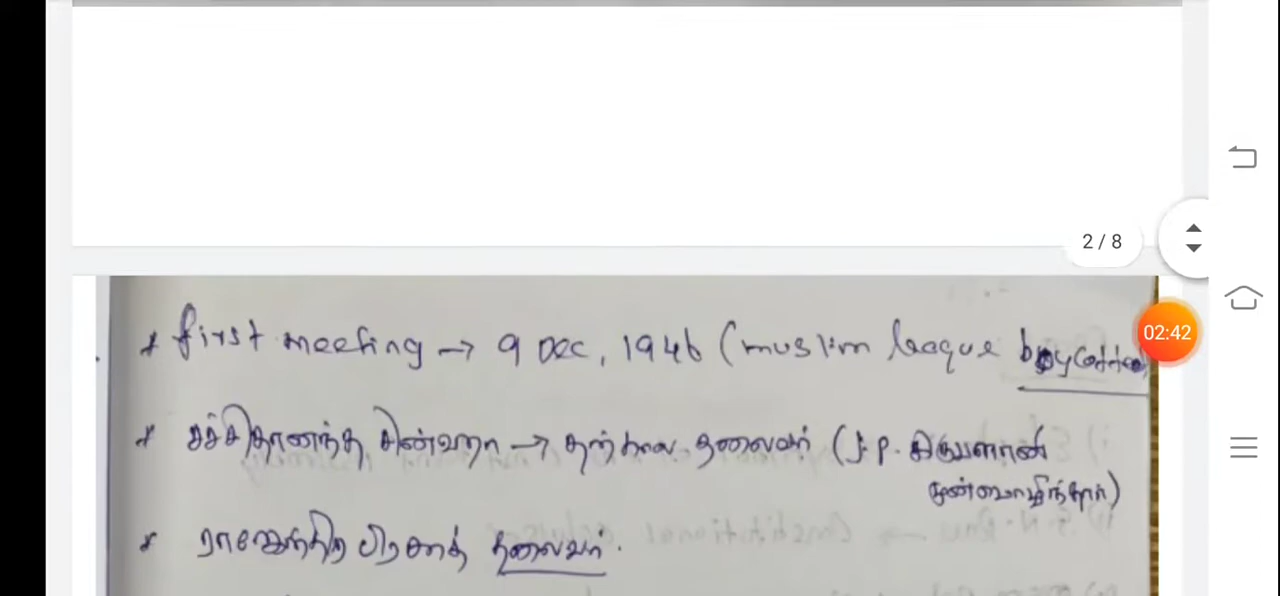 2 / 8
* first meeting → 9 Dec, 1946 (muslim league boycotted)
02:42
* சச்சிதானந்த சின்ஹா → தற்கால தலைவர் (J.P. கிருபளானி
முன்மொழிந்தார்)
* ராஜேந்திர பிரசாத் தலைவர்.